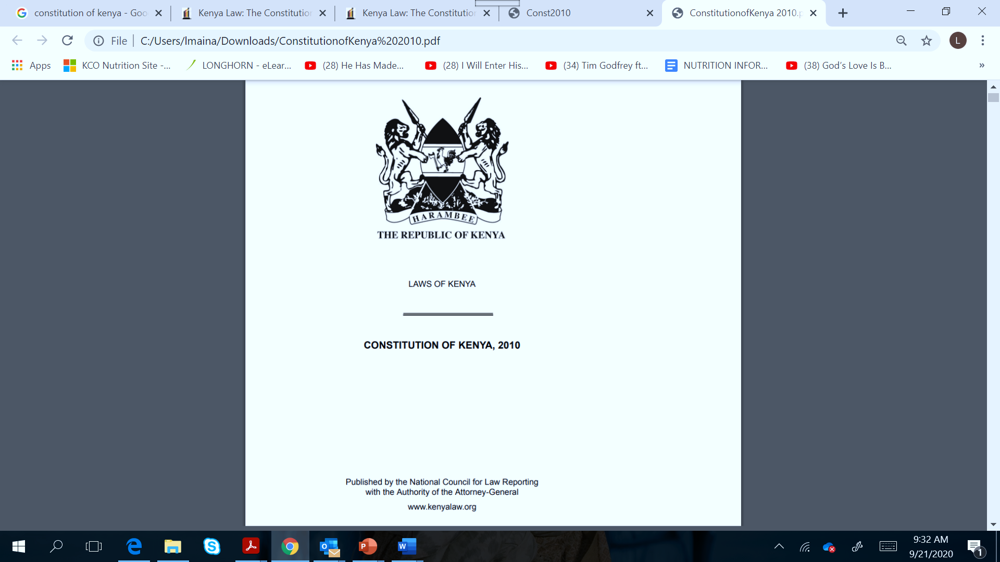 constitution of kenya - Goo
Kenya Law: The Constitution
Kenya Law: The Constitution
Const2010
ConstitutionofKenya 2010.p
File
C:/Users/lmaina/Downloads/ConstitutionofKenya%202010.pdf
L
Apps
KCO Nutrition Site -...
LONGHORN - eLear...
(28) He Has Made...
(28) I Will Enter His...
(34) Tim Godfrey ft...
NUTRITION INFOR...
(38) God's Love Is B...
»
HARAMBEE
THE REPUBLIC OF KENYA
LAWS OF KENYA
CONSTITUTION OF KENYA, 2010
Published by the National Council for Law Reporting
with the Authority of the Attorney-General
www.kenyalaw.org
9:32 AM
9/21/2020
1